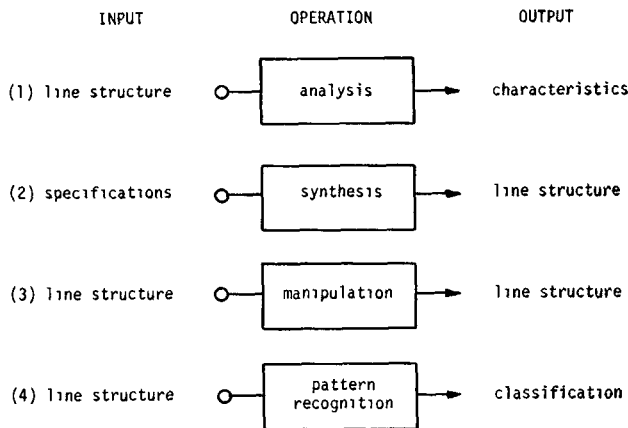 INPUT OPERATION OUTPUT
(1) line structure analysis characteristics
(2) specifications synthesis line structure
(3) line structure manipulation line structure
(4) line structure pattern recognition classification